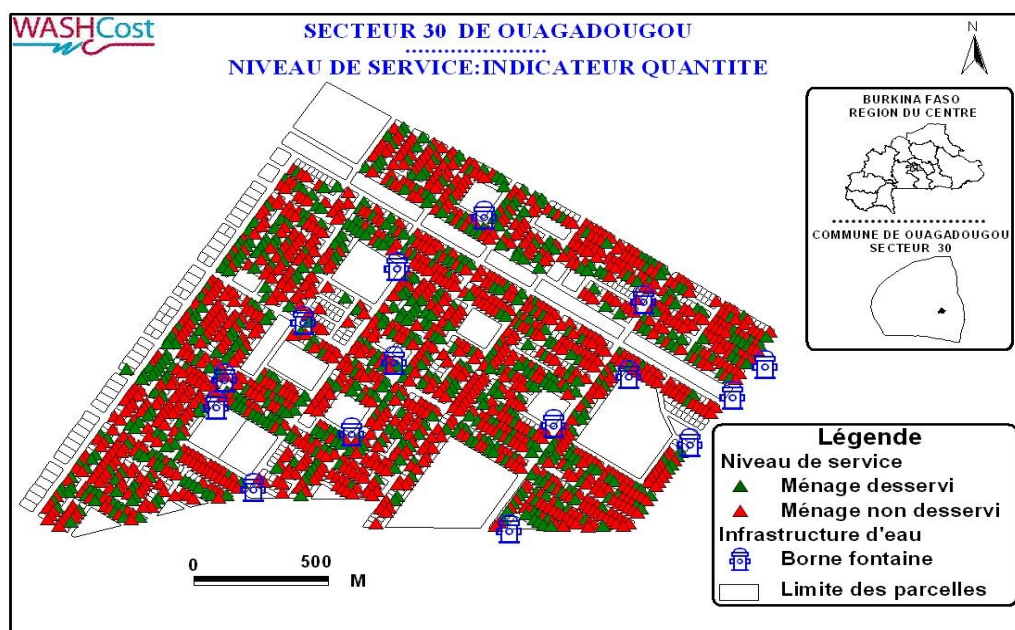 WASHCost
SECTEUR 30 DE OUAGADOUGOU
NIVEAU DE SERVICE:INDICATEUR QUANTITE
N
BURKINA FASO
REGION DU CENTRE
COMMUNE DE OUAGADOUGOU
SECTEUR 30
Légende
Niveau de service
Ménage desservi
Ménage non desservi
Infrastructure d'eau
Borne fontaine
Limite des parcelles
0 500
M